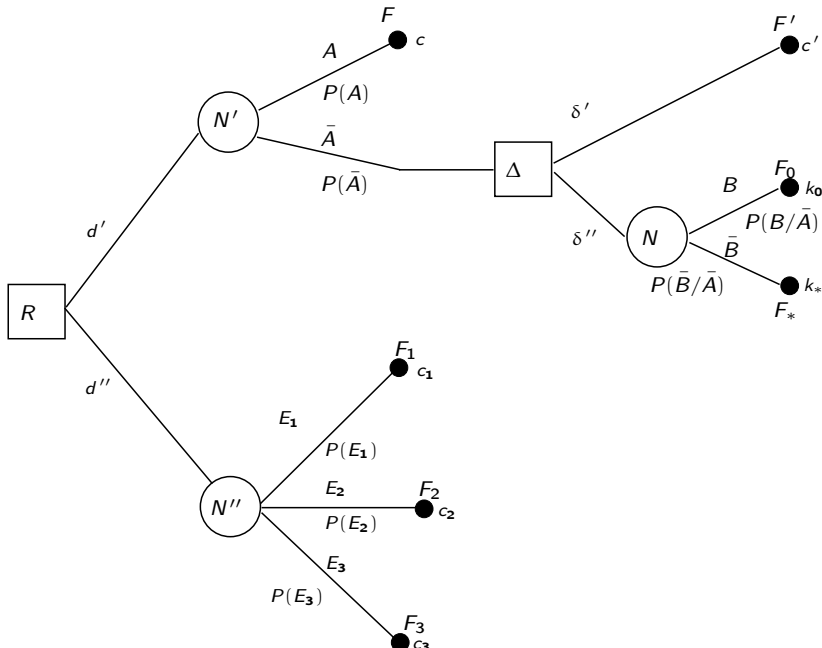 F
c
A
N′
P(A)
Ā
P(Ā)
Δ
F′
c′
δ′
δ″
N
B
F₀
k₀
P(B/Ā)
B̄
P(B̄/Ā)
k*
F*
d′
R
d″
N″
E₁
P(E₁)
F₁
c₁
E₂
P(E₂)
F₂
c₂
E₃
P(E₃)
F₃
c₃